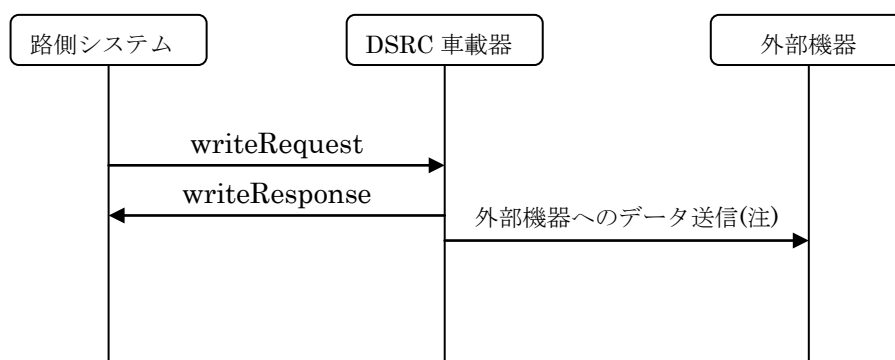 路側システム
DSRC 車載器
外部機器
writeRequest
writeResponse
外部機器へのデータ送信(注)